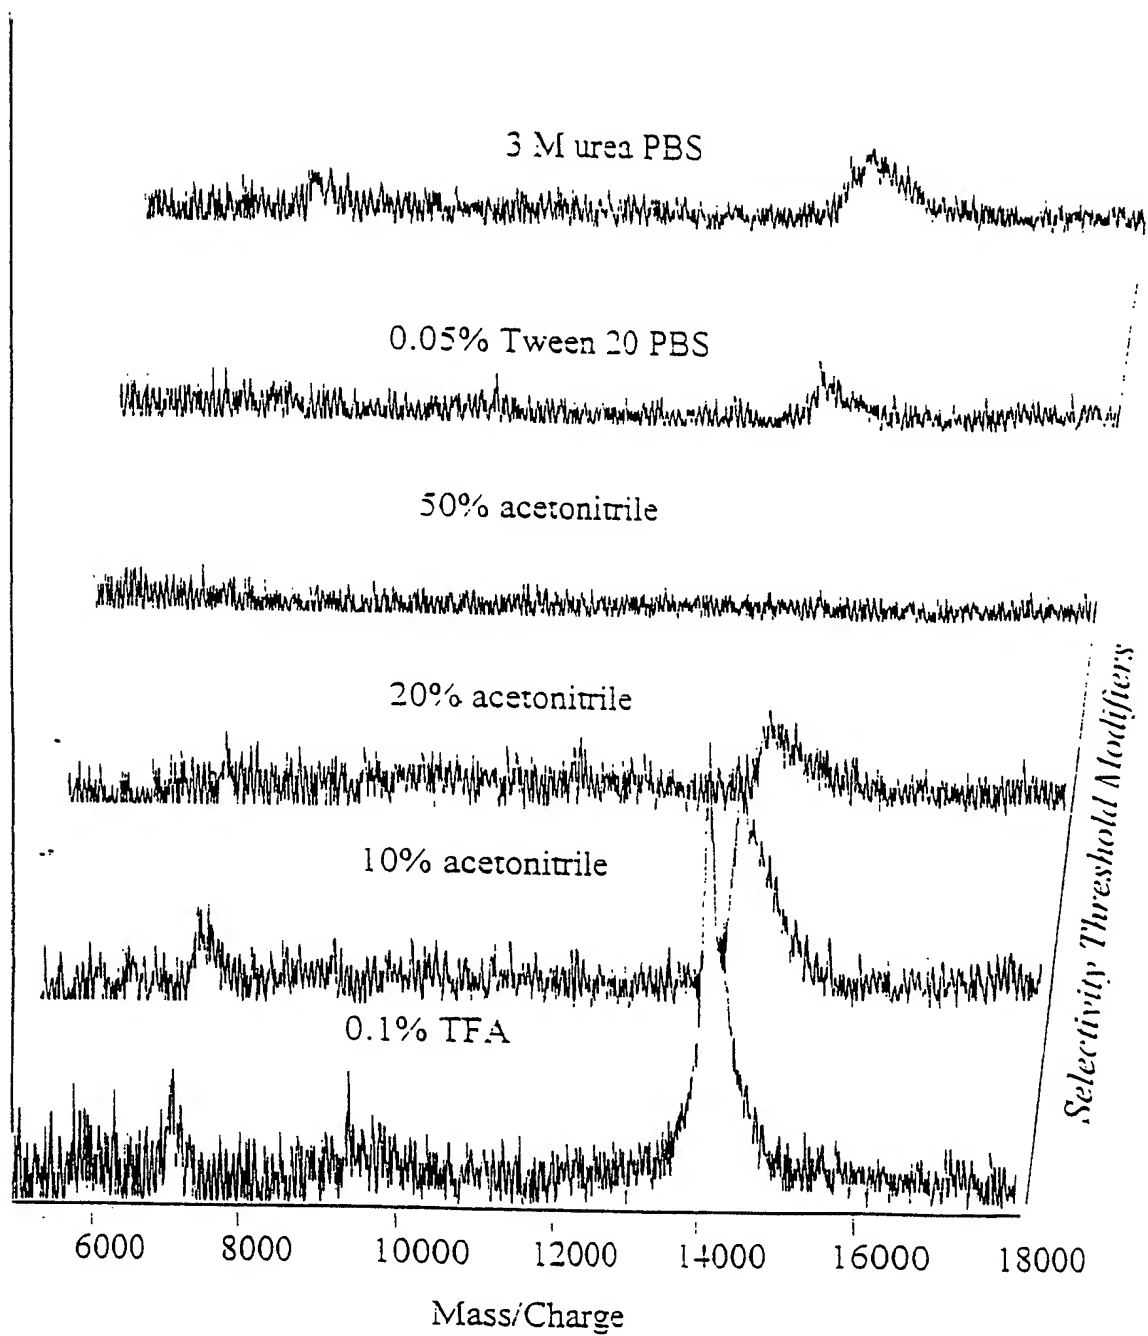 3 M urea PBS
0.05% Tween 20 PBS
50% acetonitrile
20% acetonitrile
10% acetonitrile
0.1% TFA
Selectivity Threshold Modifiers
6000 8000 10000 12000 14000 16000 18000
Mass/Charge